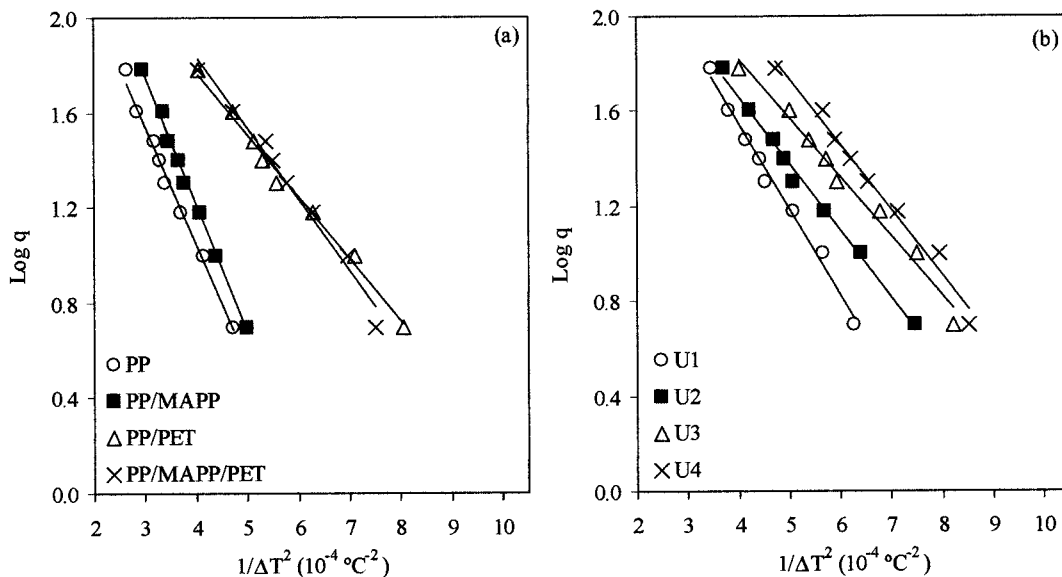 (a)
2.0
1.6
1.2
0.8
0.4
0.0
Log q
PP
PP/MAPP
PP/PET
PP/MAPP/PET
2 3 4 5 6 7 8 9 10
1/ΔT² (10⁻⁴ ºC⁻²)
(b)
2.0
1.6
1.2
0.8
0.4
0.0
Log q
U1
U2
U3
U4
2 3 4 5 6 7 8 9 10
1/ΔT² (10⁻⁴ ºC⁻²)